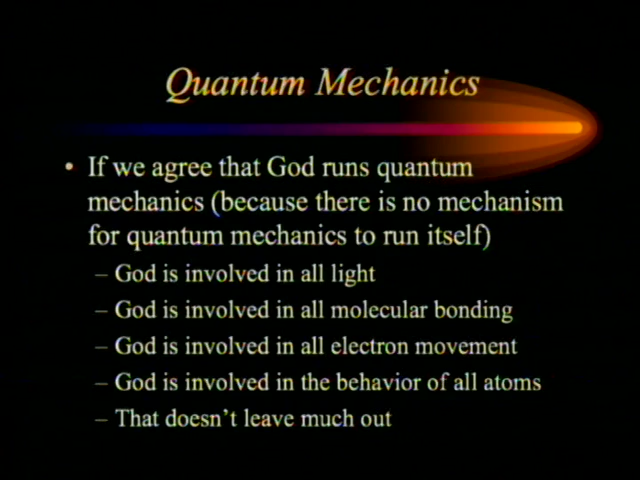 Quantum Mechanics
• If we agree that God runs quantum
mechanics (because there is no mechanism
for quantum mechanics to run itself)
– God is involved in all light
– God is involved in all molecular bonding
– God is involved in all electron movement
– God is involved in the behavior of all atoms
– That doesn't leave much out